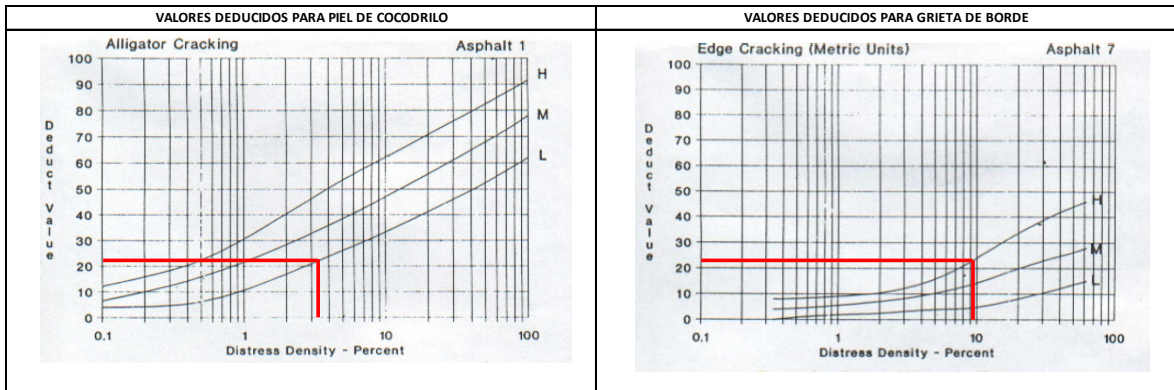 VALORES DEDUCIDOS PARA PIEL DE COCODRILO
Alligator Cracking Asphalt 1
100
90
80
70
60
50
40
30
20
10
0
Deduct Value
H
M
L
0.1 1 10 100
Distress Density - Percent
VALORES DEDUCIDOS PARA GRIETA DE BORDE
Edge Cracking (Metric Units) Asphalt 7
100
90
80
70
60
50
40
30
20
10
0
Deduct Value
H
M
L
0.1 1 10 100
Distress Density - Percent